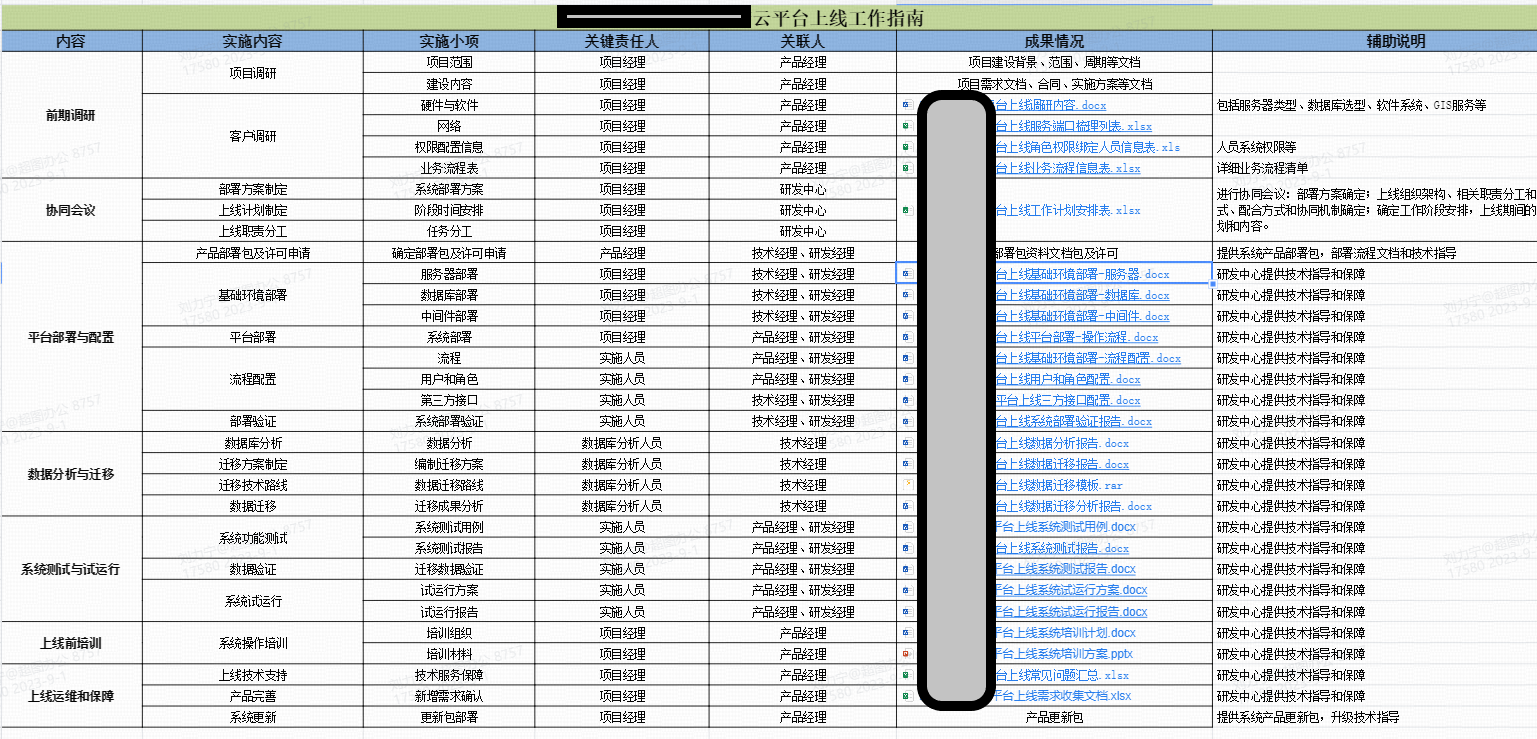 云平台上线工作指南
内容 实施内容 实施小项 关键责任人 关联人 成果情况 辅助说明
前期调研 项目调研 项目范围 项目经理 产品经理 项目建设背景、范围、周期等文档
建设内容 项目经理 产品经理 项目需求文档、合同、实施方案等文档
客户调研 硬件与软件 项目经理 产品经理 台上线调研内容.docx 包括服务器类型、数据库选型、软件系统、GIS服务等
网络 项目经理 产品经理 台上线服务端口梳理列表.xlsx
权限配置信息 项目经理 产品经理 台上线角色权限绑定人员信息表.xls 人员系统权限等
业务流程表 项目经理 产品经理 台上线业务流程信息表.xlsx 详细业务流程清单
协同会议 部署方案制定 系统部署方案 项目经理 研发中心 台上线工作计划安排表.xlsx 进行协同会议：部署方案确定；上线组织架构、相关职责分工和
式、配合方式和协同机制确定；确定工作阶段安排，上线期间的
划和内容。
上线计划制定 阶段时间安排 项目经理 研发中心
上线职责分工 任务分工 项目经理 研发中心
平台部署与配置 产品部署包及许可申请 确定部署包及许可申请 产品经理 技术经理、研发经理 部署包资料文档包及许可 提供系统产品部署包，部署流程文档和技术指导
基础环境部署 服务器部署 项目经理 技术经理、研发经理 台上线基础环境部署-服务器.docx 研发中心提供技术指导和保障
数据库部署 项目经理 技术经理、研发经理 台上线基础环境部署-数据库.docx 研发中心提供技术指导和保障
中间件部署 项目经理 技术经理、研发经理 台上线基础环境部署-中间件.docx 研发中心提供技术指导和保障
平台部署 系统部署 项目经理 产品经理、研发经理 台上线平台部署-操作流程.docx 研发中心提供技术指导和保障
流程配置 流程 实施人员 产品经理、研发经理 台上线基础环境部署-流程配置.docx 研发中心提供技术指导和保障
用户和角色 实施人员 产品经理、研发经理 台上线用户和角色配置.docx 研发中心提供技术指导和保障
第三方接口 实施人员 产品经理、研发经理 平台上线三方接口配置.docx 研发中心提供技术指导和保障
部署验证 系统部署验证 实施人员 技术经理、研发经理 台上线系统部署验证报告.docx 研发中心提供技术指导和保障
数据分析与迁移 数据库分析 数据分析 数据库分析人员 技术经理 台上线数据分析报告.docx 研发中心提供技术指导和保障
迁移方案制定 编制迁移方案 数据库分析人员 技术经理 台上线数据迁移报告.docx 研发中心提供技术指导和保障
迁移技术路线 数据迁移路线 数据库分析人员 技术经理 台上线数据迁移模板.rar 研发中心提供技术指导和保障
数据迁移 迁移成果分析 数据库分析人员 技术经理 台上线数据迁移分析报告.docx 研发中心提供技术指导和保障
系统测试与试运行 系统功能测试 系统测试用例 实施人员 产品经理、研发经理 平台上线系统测试用例.docx 研发中心提供技术指导和保障
系统测试报告 实施人员 产品经理、研发经理 台上线系统测试报告.docx 研发中心提供技术指导和保障
数据验证 迁移数据验证 实施人员 产品经理、研发经理 平台上线系统测试报告.docx 研发中心提供技术指导和保障
系统试运行 试运行方案 实施人员 产品经理、研发经理 平台上线系统试运行方案.docx 研发中心提供技术指导和保障
试运行报告 实施人员 产品经理、研发经理 平台上线系统试运行报告.docx 研发中心提供技术指导和保障
上线前培训 系统操作培训 培训组织 项目经理 产品经理 平台上线系统培训计划.docx 研发中心提供技术指导和保障
培训材料 项目经理 产品经理 平台上线系统培训方案.pptx 研发中心提供技术指导和保障
上线运维和保障 上线技术支持 技术服务保障 项目经理 产品经理 台上线常见问题汇总.xlsx 研发中心提供技术指导和保障
产品完善 新增需求确认 项目经理 产品经理 平台上线需求收集文档.xlsx 研发中心提供技术指导和保障
系统更新 更新包部署 项目经理 产品经理 产品更新包 提供系统产品更新包，升级技术指导